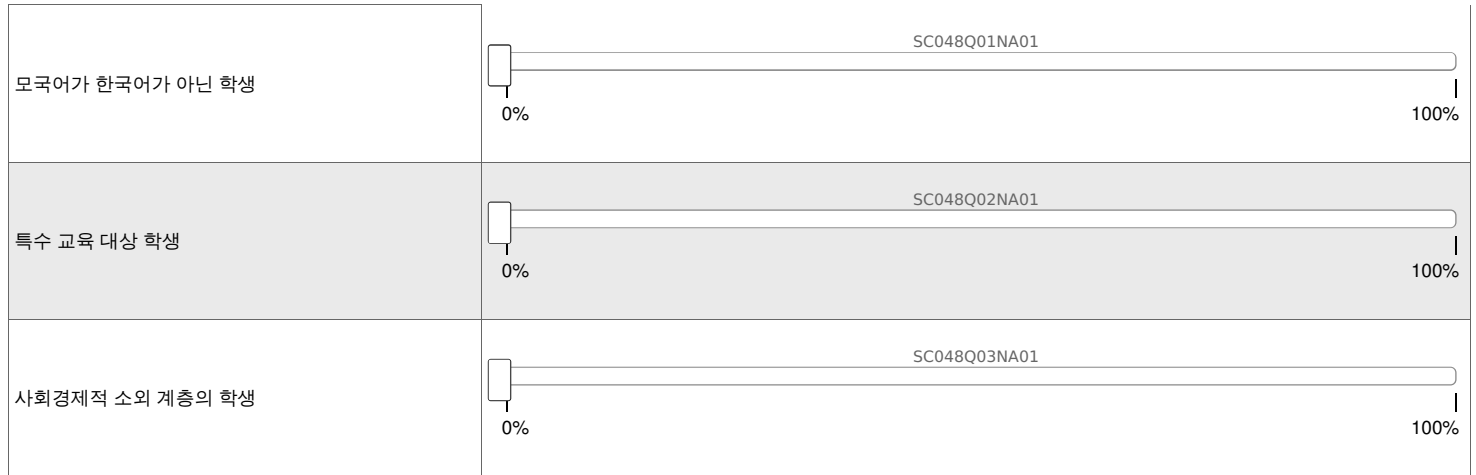 SC048Q01NA01
모국어가 한국어가 아닌 학생
0% 100%
SC048Q02NA01
특수 교육 대상 학생
0% 100%
SC048Q03NA01
사회경제적 소외 계층의 학생
0% 100%